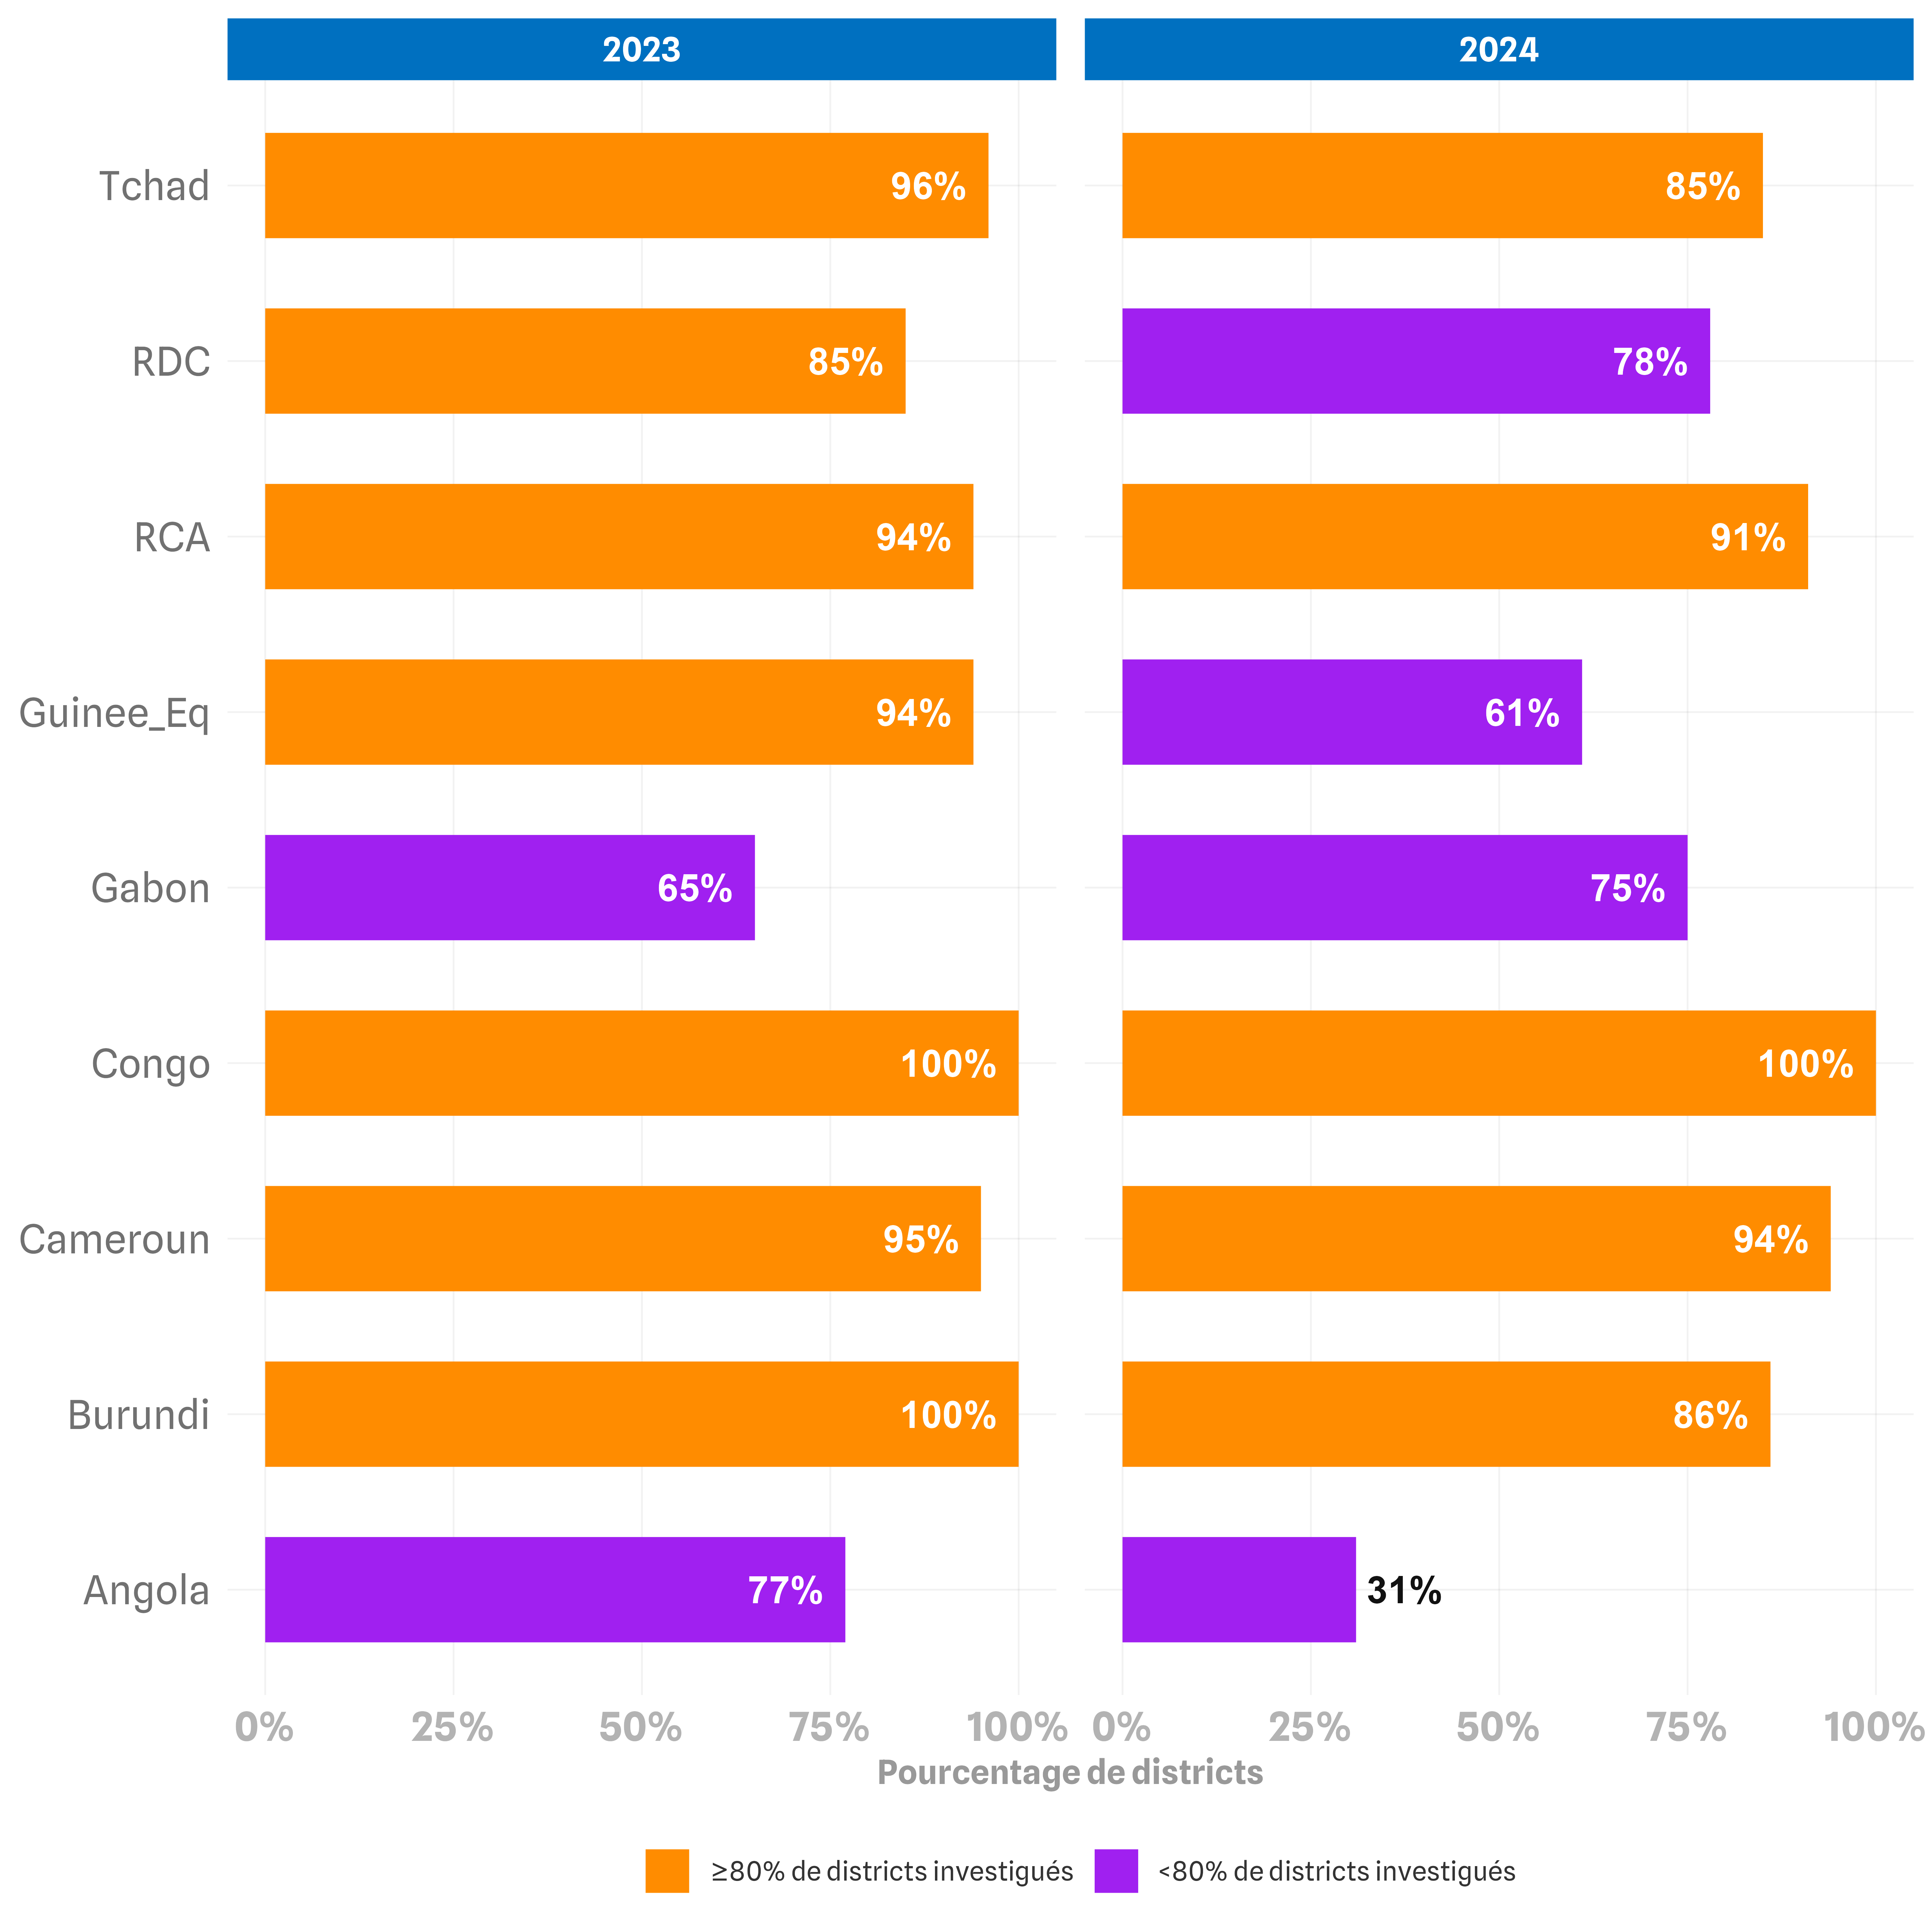 2023 2024
Tchad 96% 85%
RDC 85% 78%
RCA 94% 91%
Guinee_Eq 94% 61%
Gabon 65% 75%
Congo 100% 100%
Cameroun 95% 94%
Burundi 100% 86%
Angola 77% 31%
0% 25% 50% 75% 100% 0% 25% 50% 75% 100%
Pourcentage de districts
≥80% de districts investigués <80% de districts investigués